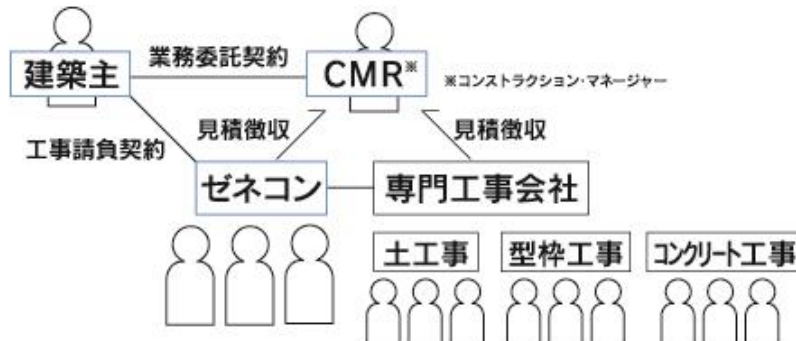 建築主
業務委託契約
CMR※
※コンストラクション・マネージャー
工事請負契約
見積徴収
見積徴収
ゼネコン
専門工事会社
土工事
型枠工事
コンクリート工事